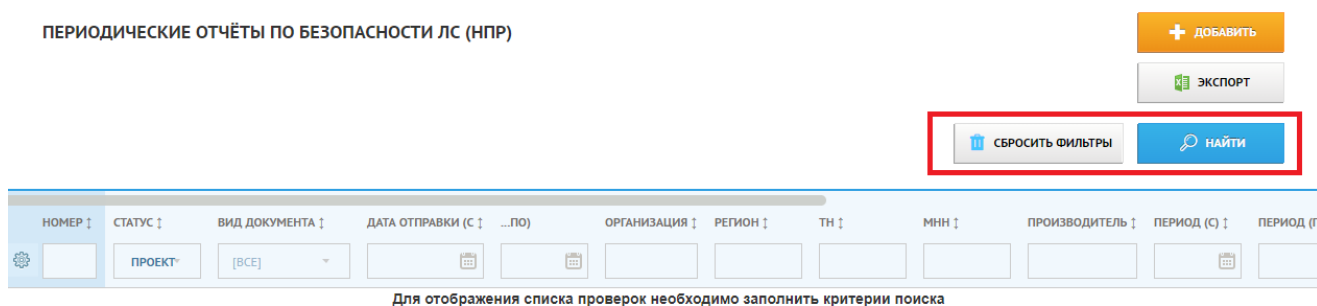 ПЕРИОДИЧЕСКИЕ ОТЧЁТЫ ПО БЕЗОПАСНОСТИ ЛС (НПР)
ДОБАВИТЬ
ЭКСПОРТ
СБРОСИТЬ ФИЛЬТРЫ НАЙТИ
НОМЕР СТАТУС ВИД ДОКУМЕНТА ДАТА ОТПРАВКИ (С ...ПО) ОРГАНИЗАЦИЯ РЕГИОН ТН МНН ПРОИЗВОДИТЕЛЬ ПЕРИОД (С) ПЕРИОД (П
ПРОЕКТ [ВСЕ]
Для отображения списка проверок необходимо заполнить критерии поиска